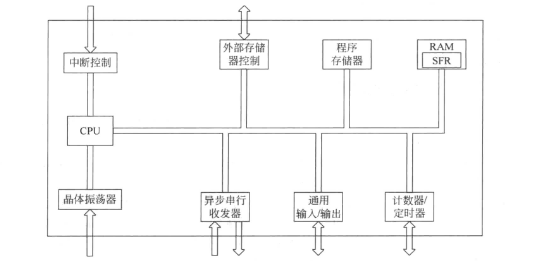 中断控制
外部存储
器控制
程序
存储器
RAM
SFR
CPU
晶体振荡器
异步串行
收发器
通用
输入/输出
计数器/
定时器